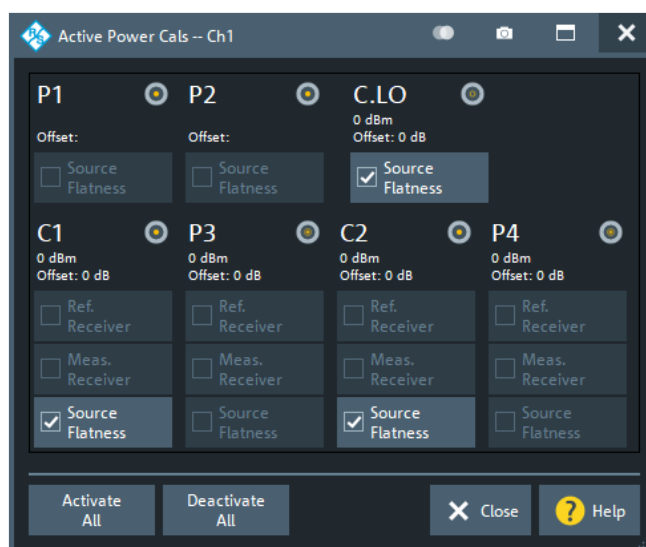 Active Power Cals -- Ch1
P1
Offset:
Source
Flatness
P2
Offset:
Source
Flatness
C.LO
0 dBm
Offset: 0 dB
Source
Flatness
C1
0 dBm
Offset: 0 dB
Ref.
Receiver
Meas.
Receiver
Source
Flatness
P3
0 dBm
Offset: 0 dB
Ref.
Receiver
Meas.
Receiver
Source
Flatness
C2
0 dBm
Offset: 0 dB
Ref.
Receiver
Meas.
Receiver
Source
Flatness
P4
0 dBm
Offset: 0 dB
Ref.
Receiver
Meas.
Receiver
Source
Flatness
Activate
All
Deactivate
All
Close
? Help